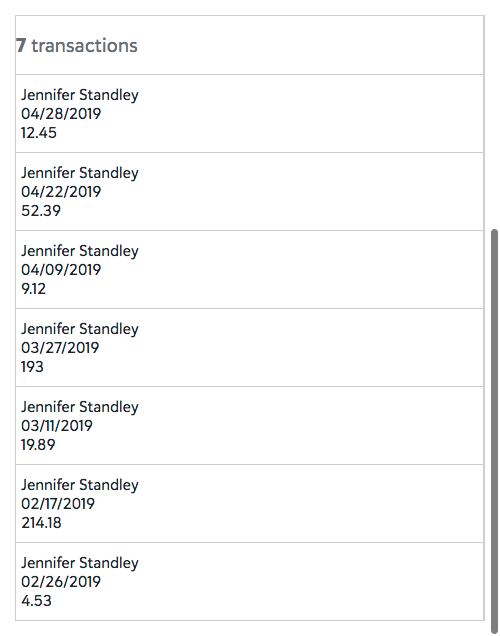 7 transactions
Jennifer Standley
04/28/2019
12.45
Jennifer Standley
04/22/2019
52.39
Jennifer Standley
04/09/2019
9.12
Jennifer Standley
03/27/2019
193
Jennifer Standley
03/11/2019
19.89
Jennifer Standley
02/17/2019
214.18
Jennifer Standley
02/26/2019
4.53